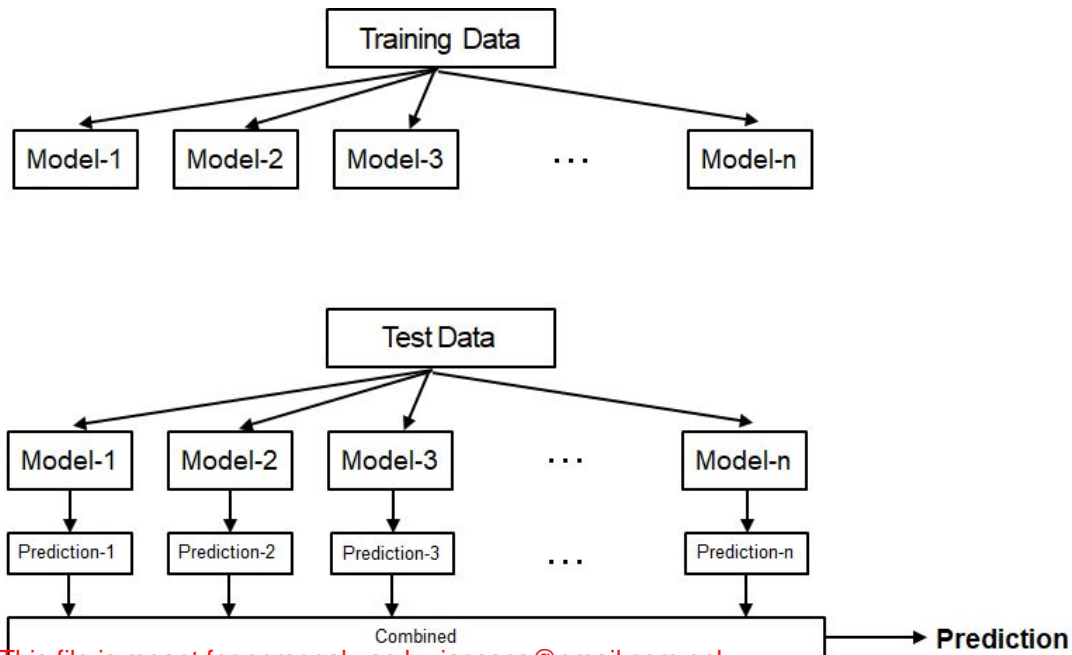 Training Data
Model-1 Model-2 Model-3 ... Model-n
Test Data
Model-1 Model-2 Model-3 ... Model-n
Prediction-1 Prediction-2 Prediction-3 ... Prediction-n
Combined
Prediction
This file is meant for personal use by